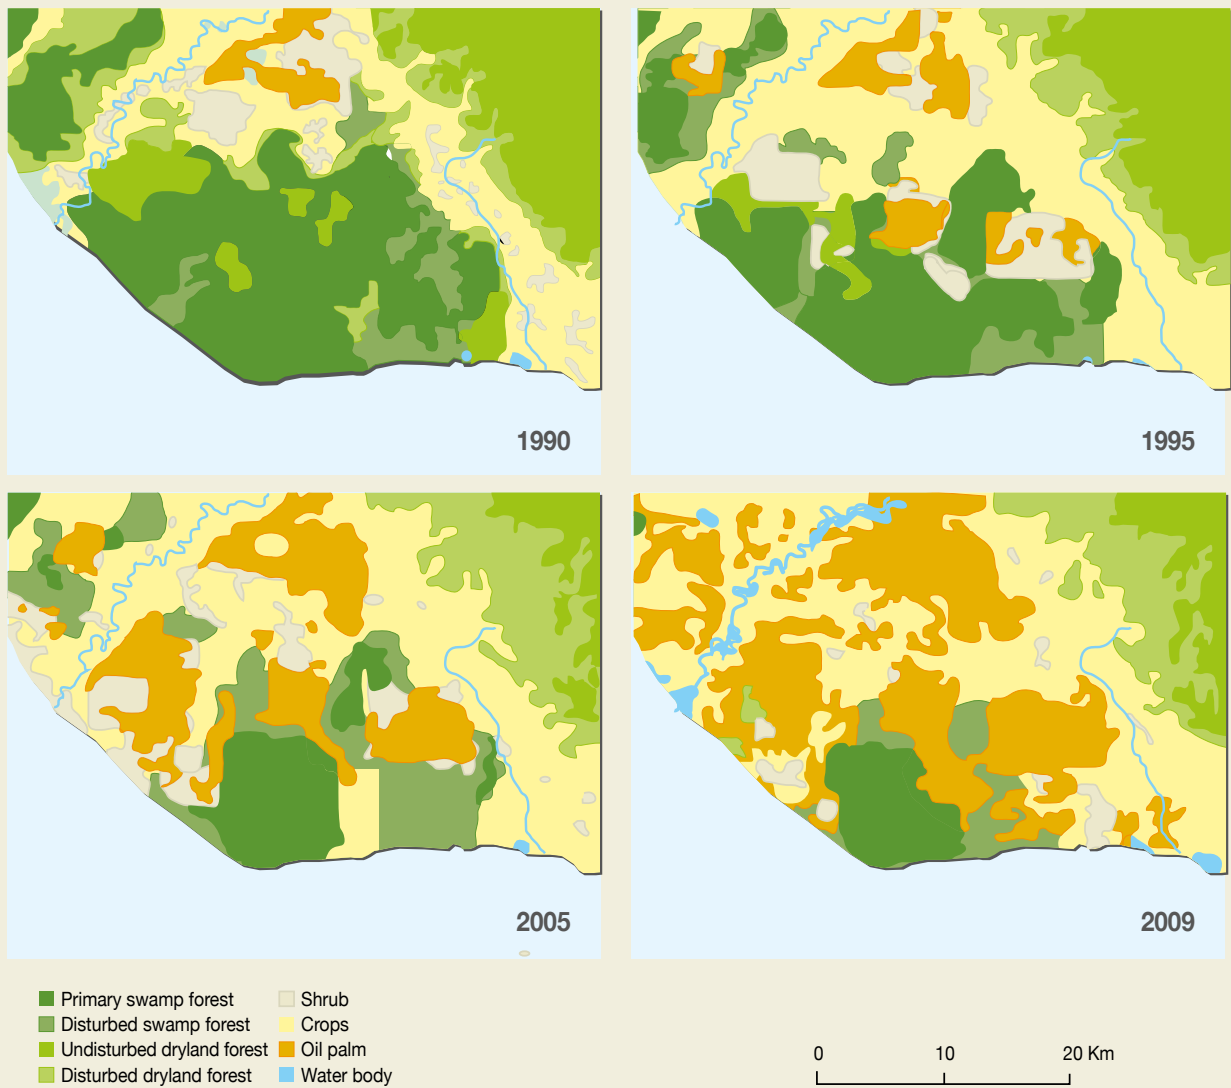 1990
1995
2005
2009
Primary swamp forest
Disturbed swamp forest
Undisturbed dryland forest
Disturbed dryland forest
Shrub
Crops
Oil palm
Water body
0 10 20 Km